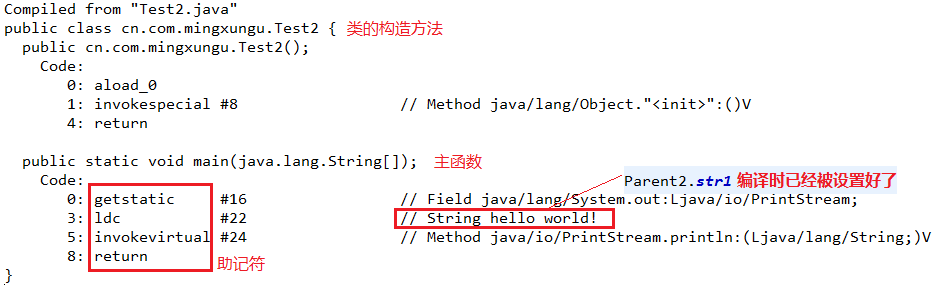 Compiled from "Test2.java"
public class cn.com.mingxungu.Test2 { 类的构造方法
  public cn.com.mingxungu.Test2();
    Code:
       0: aload_0
       1: invokespecial #8                  // Method java/lang/Object."<init>":()V
       4: return

  public static void main(java.lang.String[]); 主函数
    Code:                                   Parent2.str1 编译时已经被设置好了
       0: getstatic     #16                 // Field java/lang/System.out:Ljava/io/PrintStream;
       3: ldc           #22                 // String hello world!
       5: invokevirtual #24                 // Method java/io/PrintStream.println:(Ljava/lang/String;)V
       8: return 助记符
}